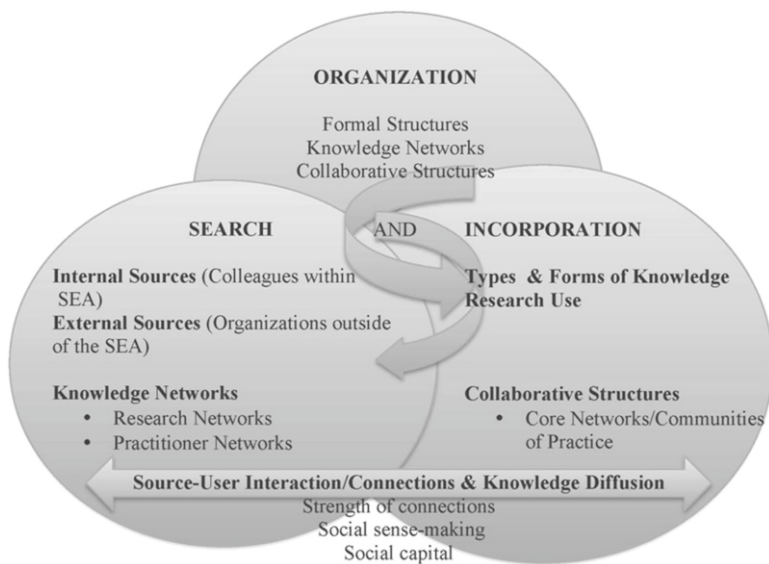 ORGANIZATION
Formal Structures
Knowledge Networks
Collaborative Structures
SEARCH
AND
INCORPORATION
Internal Sources (Colleagues within
SEA)
External Sources (Organizations outside
of the SEA)
Knowledge Networks
• Research Networks
• Practitioner Networks
Types & Forms of Knowledge
Research Use
Collaborative Structures
• Core Networks/Communities
of Practice
Source-User Interaction/Connections & Knowledge Diffusion
Strength of connections
Social sense-making
Social capital